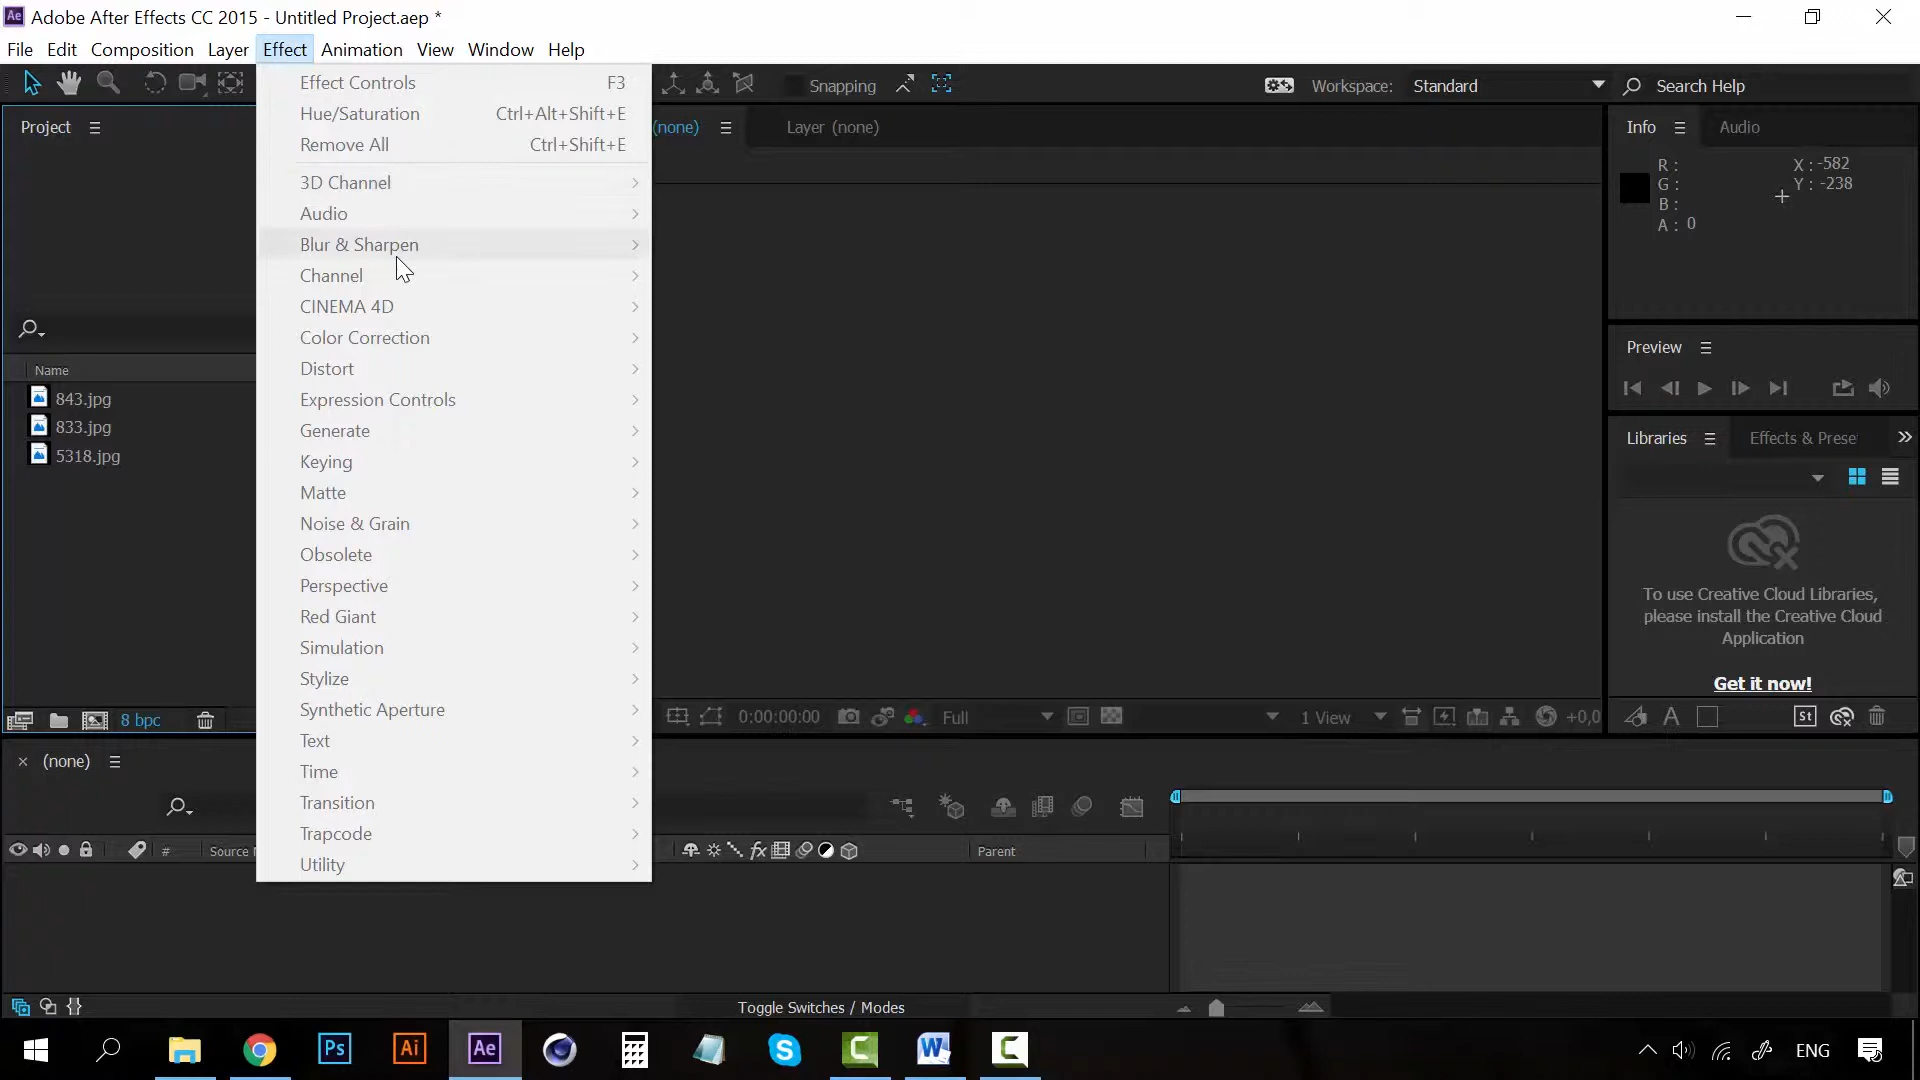 Adobe After Effects CC 2015 - Untitled Project.aep *
File Edit Composition Layer Effect Animation View Window Help
Snapping
Workspace: Standard
Search Help
Project
Effect Controls F3
Hue/Saturation Ctrl+Alt+Shift+E
Remove All Ctrl+Shift+E
3D Channel
Audio
Blur & Sharpen
Channel
CINEMA 4D
Color Correction
Distort
Expression Controls
Generate
Keying
Matte
Noise & Grain
Obsolete
Perspective
Red Giant
Simulation
Stylize
Synthetic Aperture
Text
Time
Transition
Trapcode
Utility
(none)
Layer (none)
Info
Audio
R :
G :
B :
A : 0
X : -582
Y : -238
Name
843.jpg
833.jpg
5318.jpg
Preview
Libraries
Effects & Prese
To use Creative Cloud Libraries,
please install the Creative Cloud
Application
Get it now!
8 bpc
0:00:00:00
Full
1 View
+0,0
St
(none)
#
Source
fx
Parent
Toggle Switches / Modes
Ps
Ai
Ae
ENG